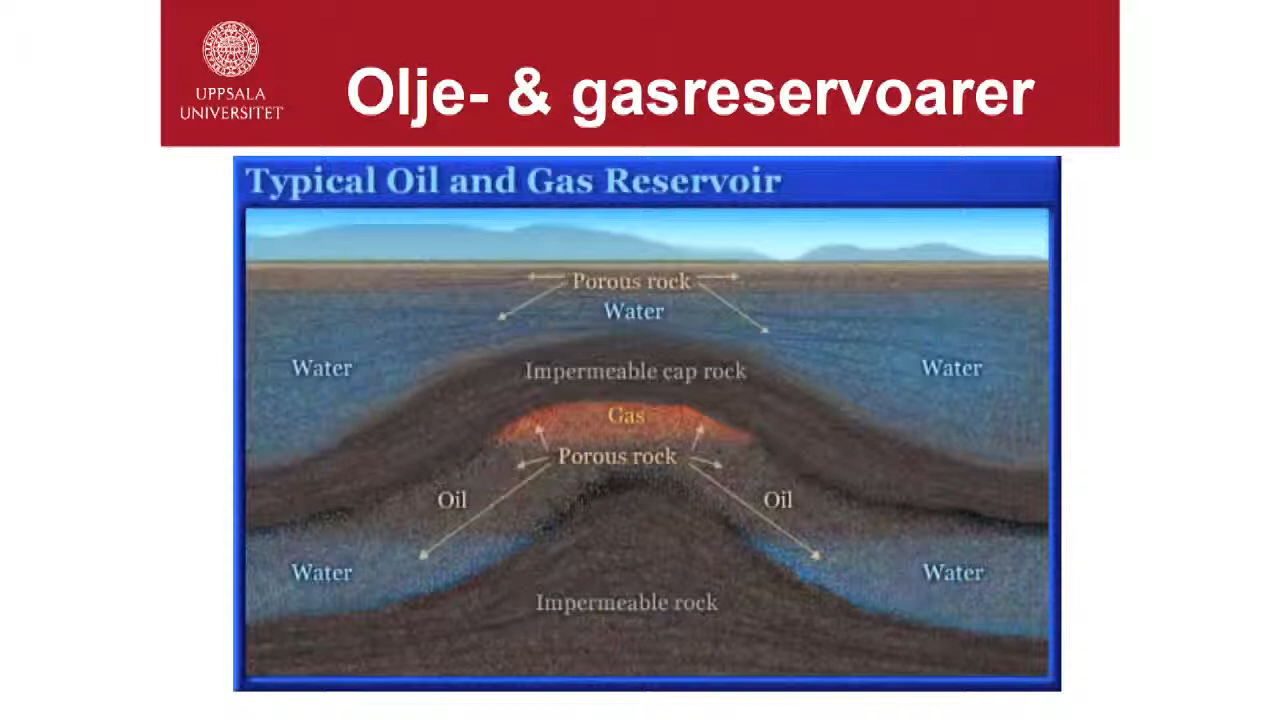 UPPSALA
UNIVERSITET
Olje- & gasreservoarer
Typical Oil and Gas Reservoir
Porous rock
Water
Water
Water
Impermeable cap rock
Gas
Porous rock
Oil
Oil
Water
Water
Impermeable rock